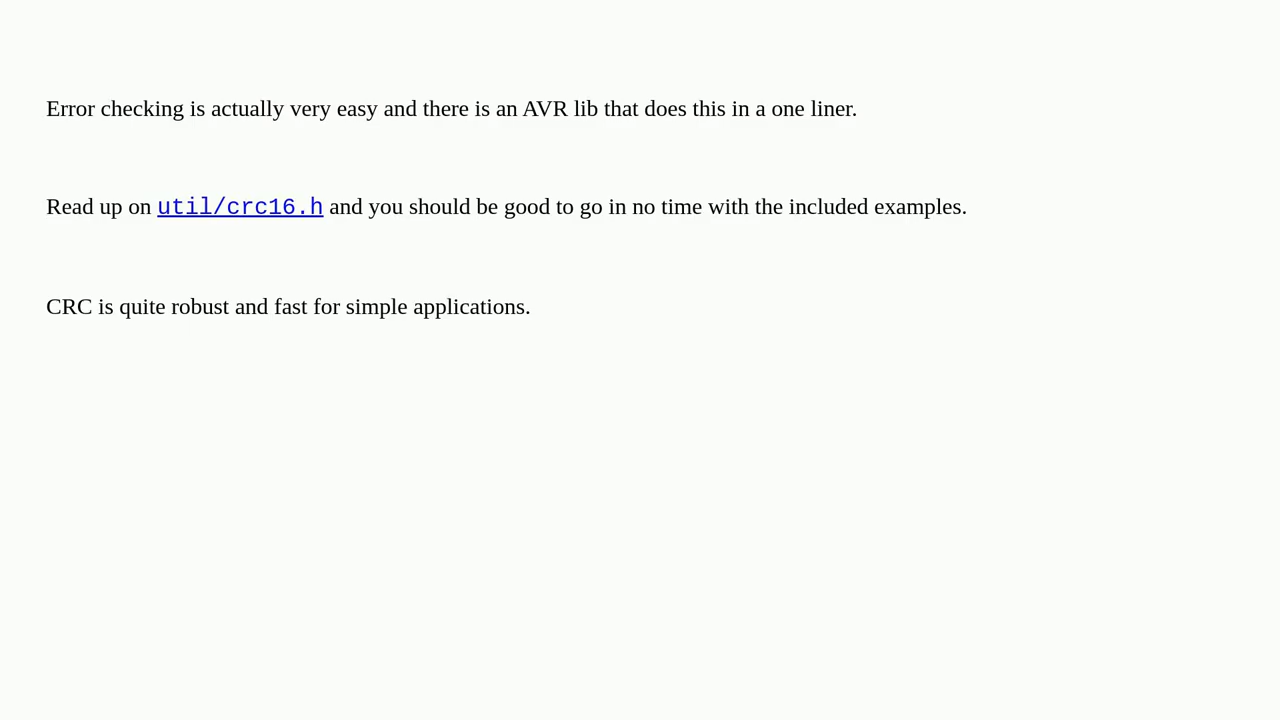 Error checking is actually very easy and there is an AVR lib that does this in a one liner.
Read up on util/crc16.h and you should be good to go in no time with the included examples.
CRC is quite robust and fast for simple applications.